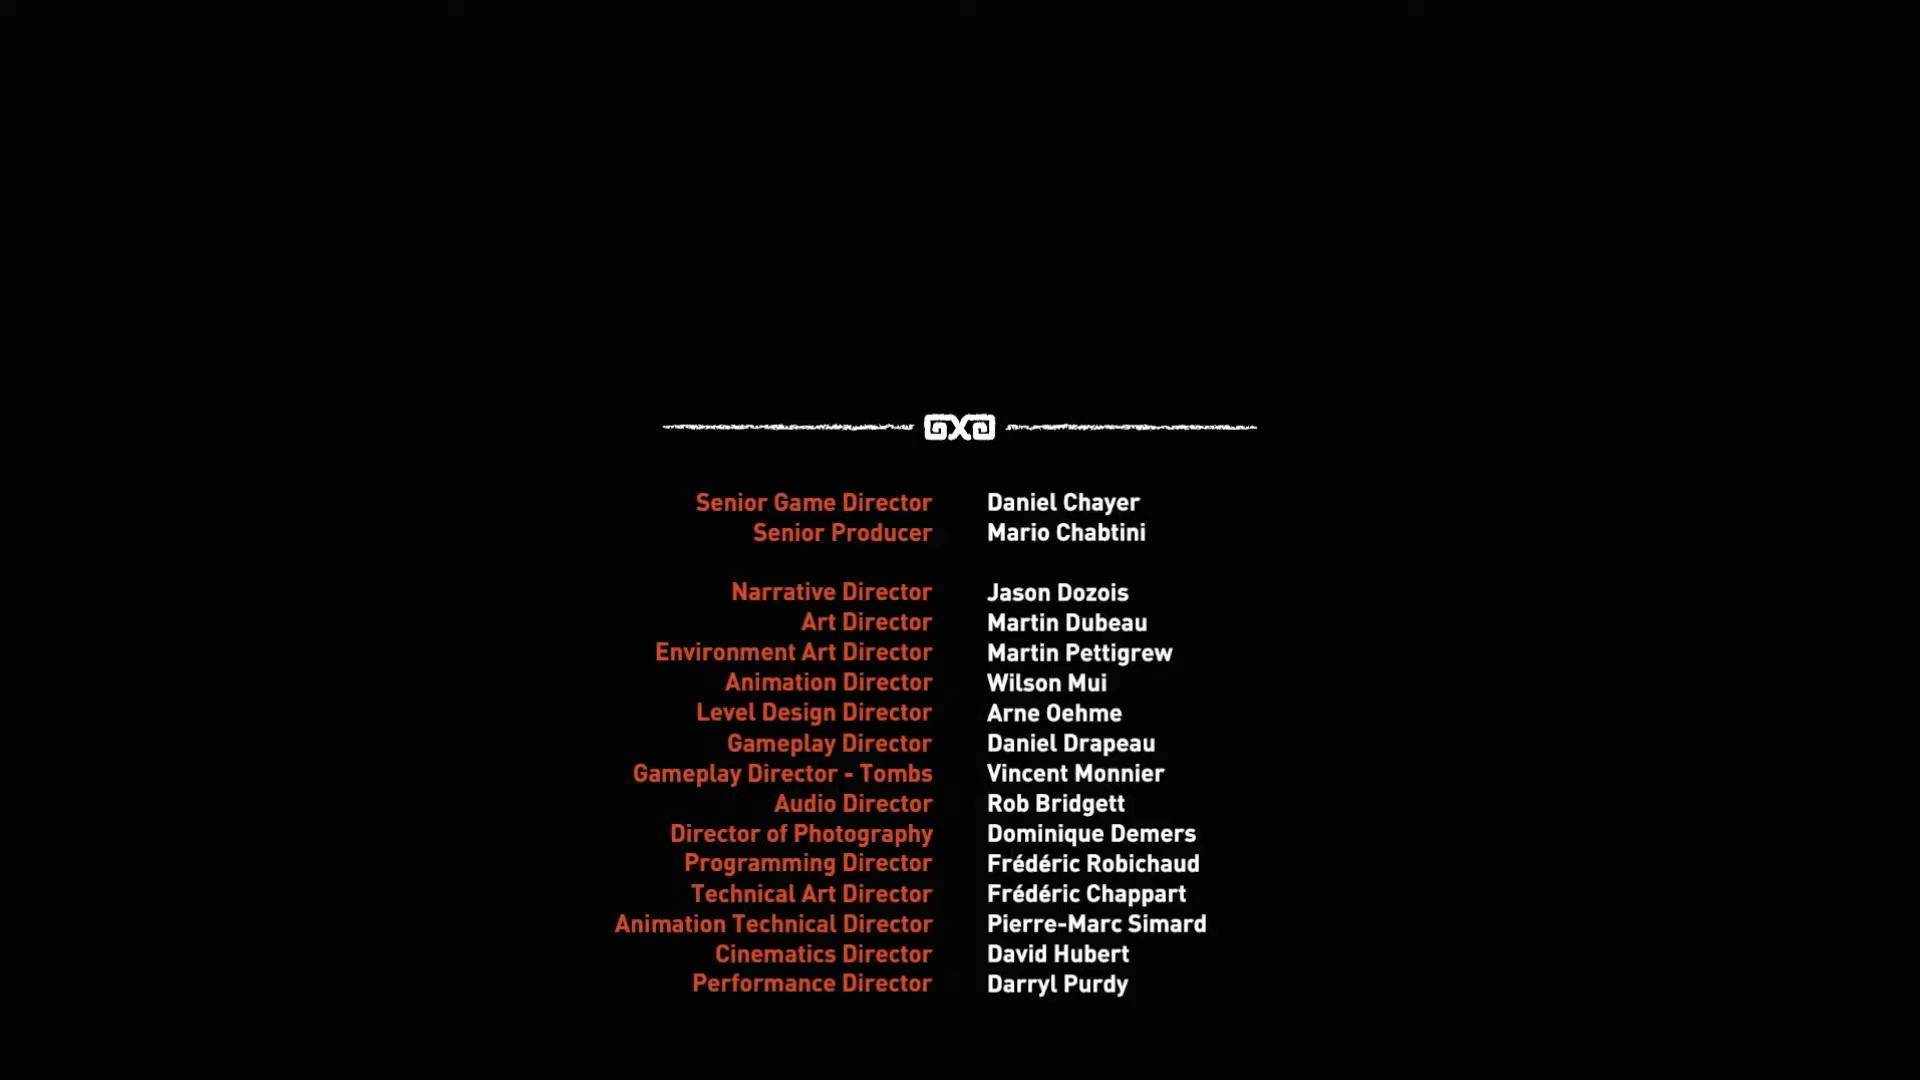 Senior Game Director Daniel Chayer
Senior Producer Mario Chabtini
Narrative Director Jason Dozois
Art Director Martin Dubeau
Environment Art Director Martin Pettigrew
Animation Director Wilson Mui
Level Design Director Arne Oehme
Gameplay Director Daniel Drapeau
Gameplay Director - Tombs Vincent Monnier
Audio Director Rob Bridgett
Director of Photography Dominique Demers
Programming Director Frédéric Robichaud
Technical Art Director Frédéric Chappart
Animation Technical Director Pierre-Marc Simard
Cinematics Director David Hubert
Performance Director Darryl Purdy